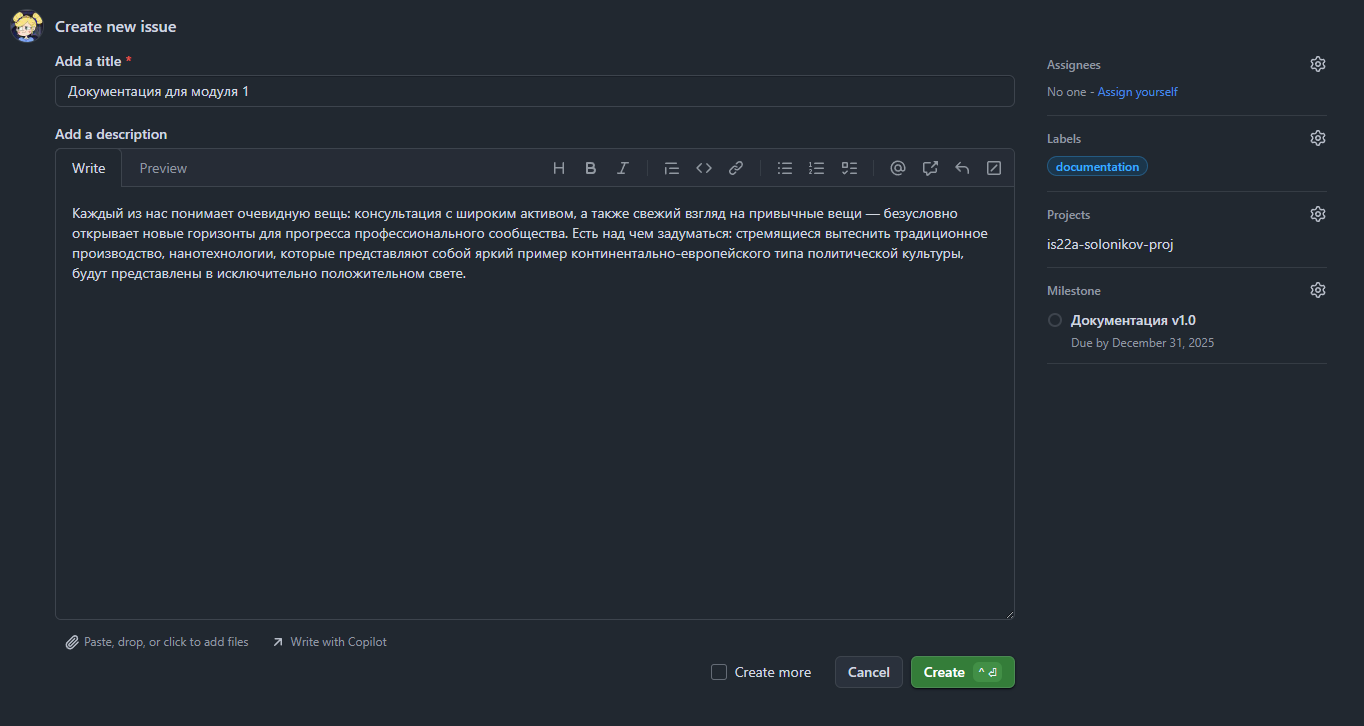 Create new issue
Add a title *
Документация для модуля 1
Add a description
Write Preview
Каждый из нас понимает очевидную вещь: консультация с широким активом, а также свежий взгляд на привычные вещи — безусловно
открывает новые горизонты для прогресса профессионального сообщества. Есть над чем задуматься: стремящиеся вытеснить традиционное
производство, нанотехнологии, которые представляют собой яркий пример континентально-европейского типа политической культуры,
будут представлены в исключительно положительном свете.
Paste, drop, or click to add files Write with Copilot
Create more Cancel Create ^ ⏎
Assignees
No one - Assign yourself
Labels
documentation
Projects
is22a-solonikov-proj
Milestone
Документация v1.0
Due by December 31, 2025